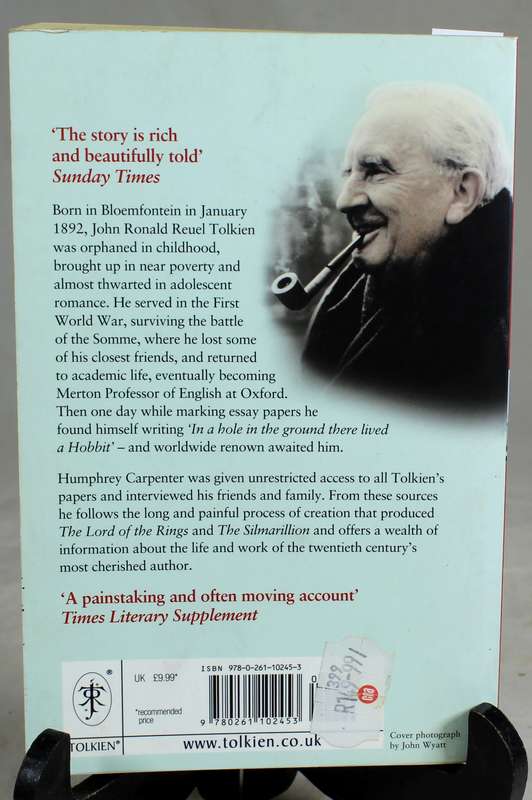 ‘The story is rich
and beautifully told’
Sunday Times
Born in Bloemfontein in January
1892, John Ronald Reuel Tolkien
was orphaned in childhood,
brought up in near poverty and
almost thwarted in adolescent
romance. He served in the First
World War, surviving the battle
of the Somme, where he lost some
of his closest friends, and returned
to academic life, eventually becoming
Merton Professor of English at Oxford.
Then one day while marking essay papers he
found himself writing ‘In a hole in the ground there lived
a Hobbit’ – and worldwide renown awaited him.
Humphrey Carpenter was given unrestricted access to all Tolkien’s
papers and interviewed his friends and family. From these sources
he follows the long and painful process of creation that produced
The Lord of the Rings and The Silmarillion and offers a wealth of
information about the life and work of the twentieth century’s
most cherished author.
‘A painstaking and often moving account’
Times Literary Supplement
UK £9.99*
*recommended
price
ISBN 978-0-261-10245-3
9 780261 102453
TOLKIEN®
www.tolkien.co.uk
Cover photograph
by John Wyatt